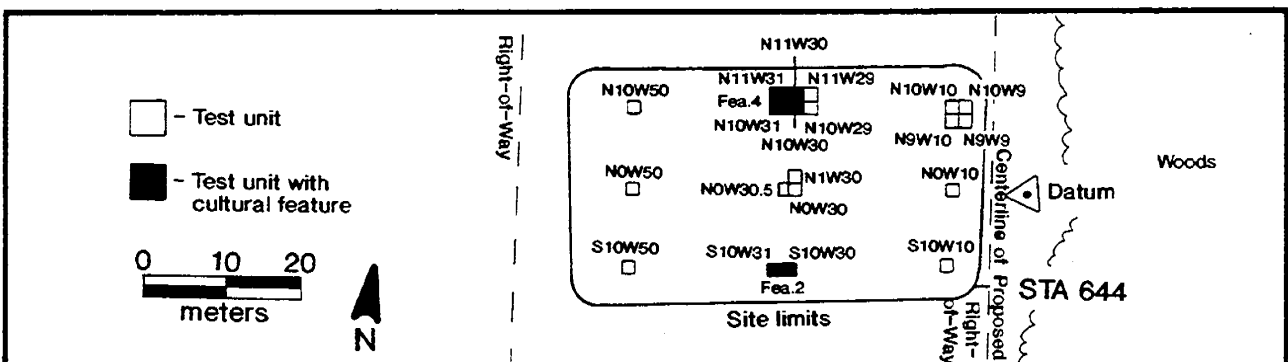 Right-of-Way
N11W30
N11W31 N11W29
N10W50
Fea.4
N10W10 N10W9
N10W31 N10W29
N10W30
N9W10 N9W9
- Test unit
- Test unit with
cultural feature
N0W50
N0W30.5
N1W30
N0W30
N0W10
Woods
Datum
Centerline of Proposed
Right-
of-Way
S10W50
S10W31 S10W30
Fea.2
S10W10
STA 644
Site limits
0 10 20
meters
N